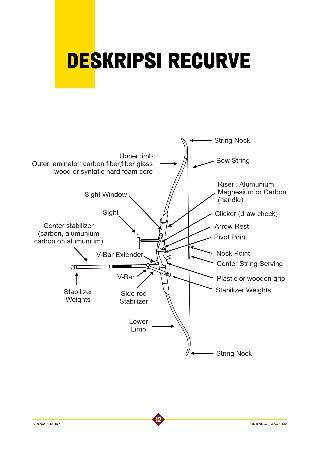 DESKRIPSI RECURVE
String Nock
Upper limb
Outer laminate : carbon fiber,fiber glass
wood or syntatic hard foam core
Bow String
Riser : Alumunium
Magnesium or Carbon
(handle)
Sight Window
Sight
Clicker (draw check)
Arrow Rest
Pivot Point
Center stabilizer
(carbon, alumunium
carbon on alumunium)
V-Bar Extender
Nock Point
Center String Serving
V-Bar
Plastic or wooden grip
Stabilizer Weights
Stabilizer
Weights
Side rod
Stabilizer
Lower
Limb
String Nock